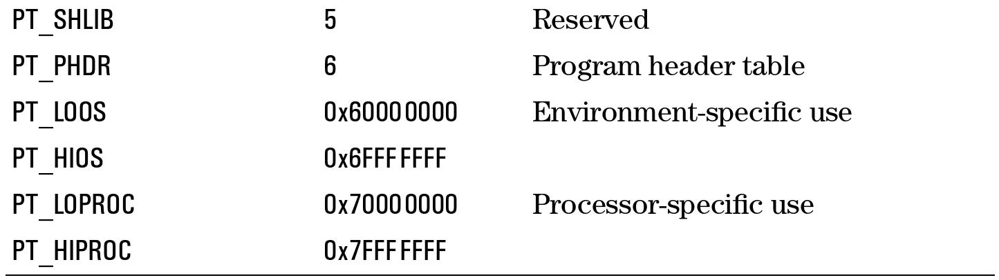 PT_SHLIB 5 Reserved
PT_PHDR 6 Program header table
PT_LOOS 0x6000 0000 Environment-specific use
PT_HIOS 0x6FFF FFFF
PT_LOPROC 0x7000 0000 Processor-specific use
PT_HIPROC 0x7FFF FFFF